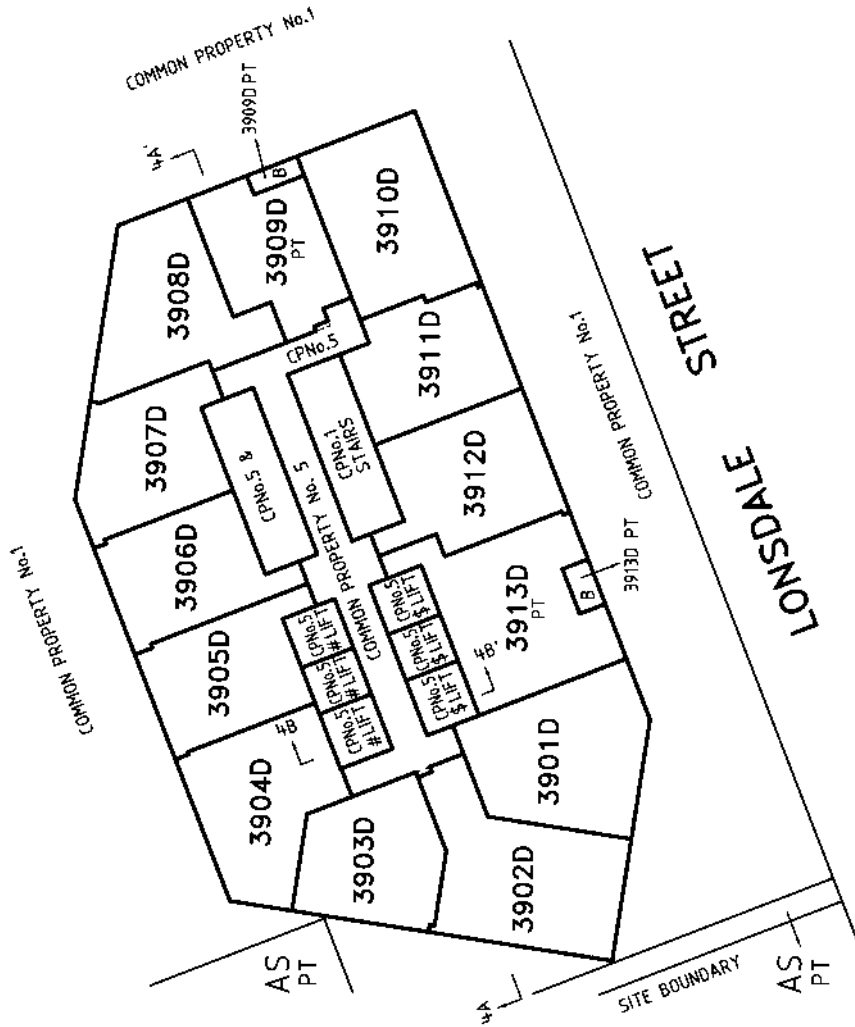 COMMON PROPERTY No.1
3909D PT
4A'
B
3908D
3909D
PT
3910D
3907D
CPNo.5
3911D
CPNo.5 &
CPNo.1
STAIRS
COMMON PROPERTY No.1
3906D
COMMON PROPERTY No. 5
3912D
COMMON PROPERTY No.1
LONSDALE STREET
3905D
CPNo.5
#LIFT
CPNo.5
#LIFT
CPNo.5
#LIFT
CPNo.5
$ LIFT
CPNo.5
$ LIFT
CPNo.5
$ LIFT
3913D
PT
B
3913D PT
4B
4B'
3904D
3901D
3903D
3902D
AS
PT
4A
SITE BOUNDARY
AS
PT